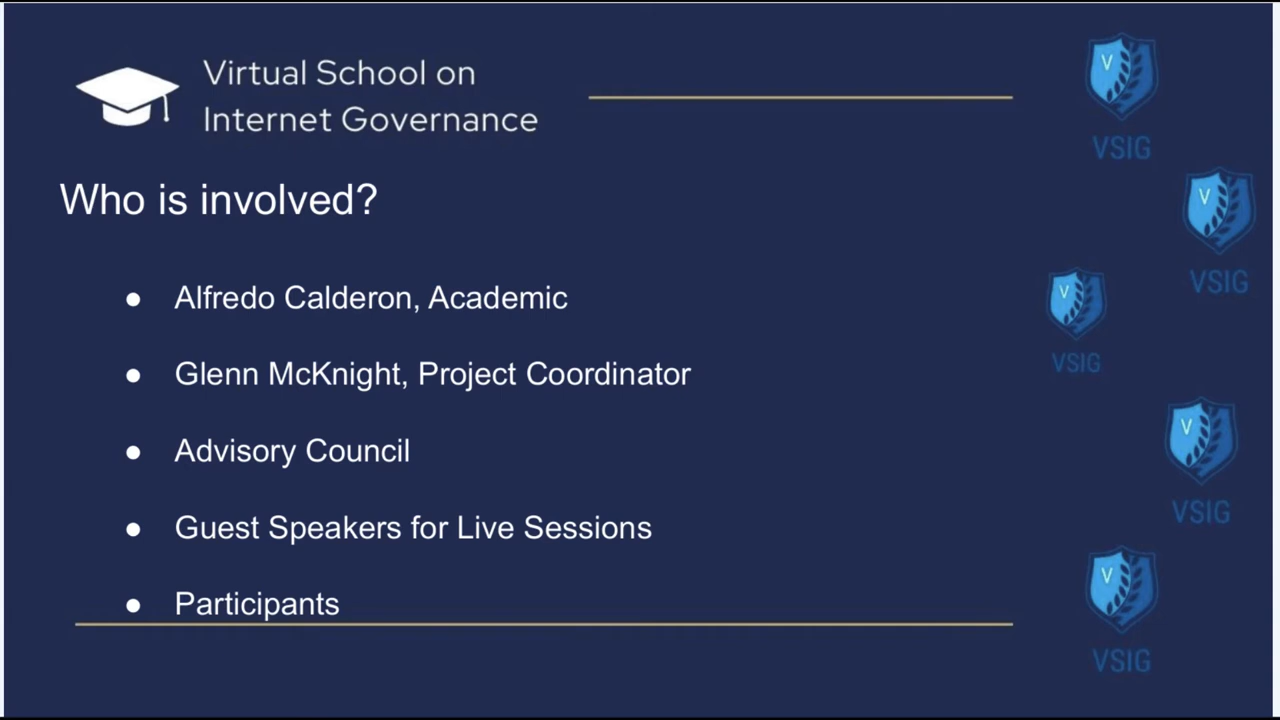 Virtual School on
Internet Governance
VSIG
Who is involved?
VSIG
● Alfredo Calderon, Academic
VSIG
● Glenn McKnight, Project Coordinator
● Advisory Council
VSIG
● Guest Speakers for Live Sessions
● Participants
VSIG